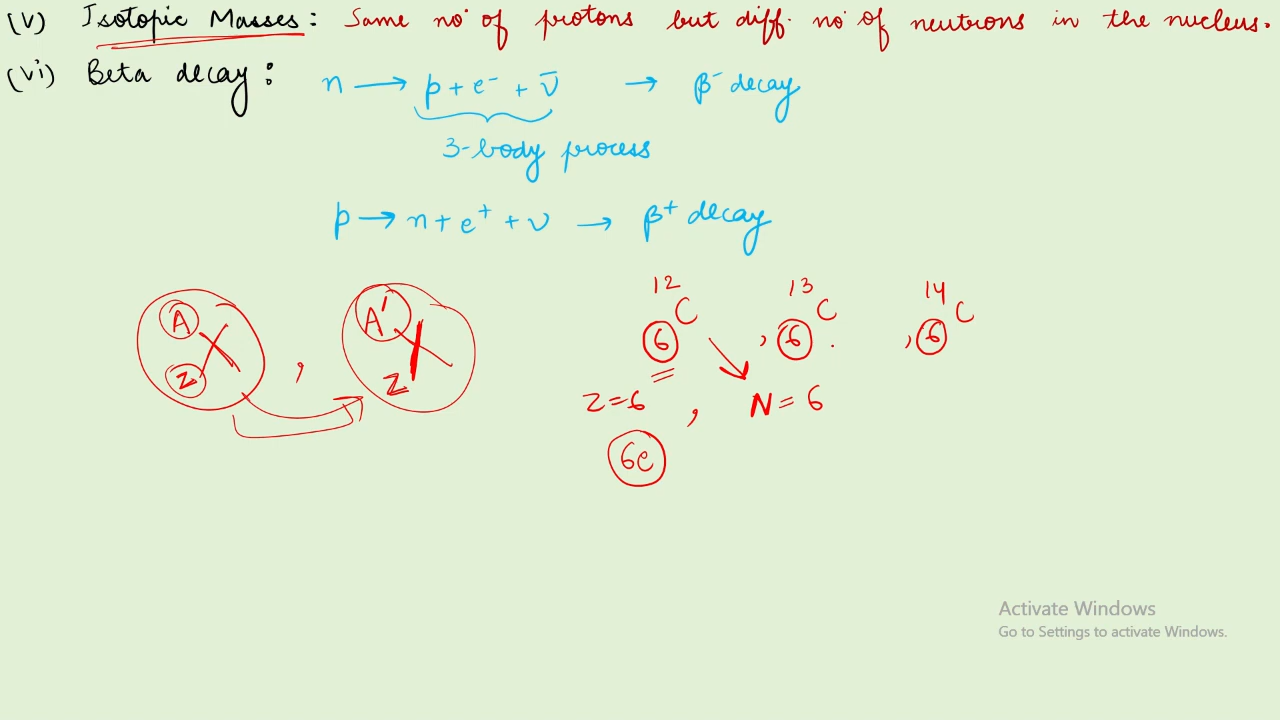 (v) Isotopic Masses: Same no. of protons but diff. no. of neutrons in the nucleus.
(vi) Beta decay: n → p + e⁻ + ν̄ → β⁻ decay
3-body process
p → n + e⁺ + ν → β⁺ decay
A X Z , A' X Z
12 C 6 , 13 C 6 . , 14 C 6
Z = 6 , N = 6
6e
Activate Windows
Go to Settings to activate Windows.